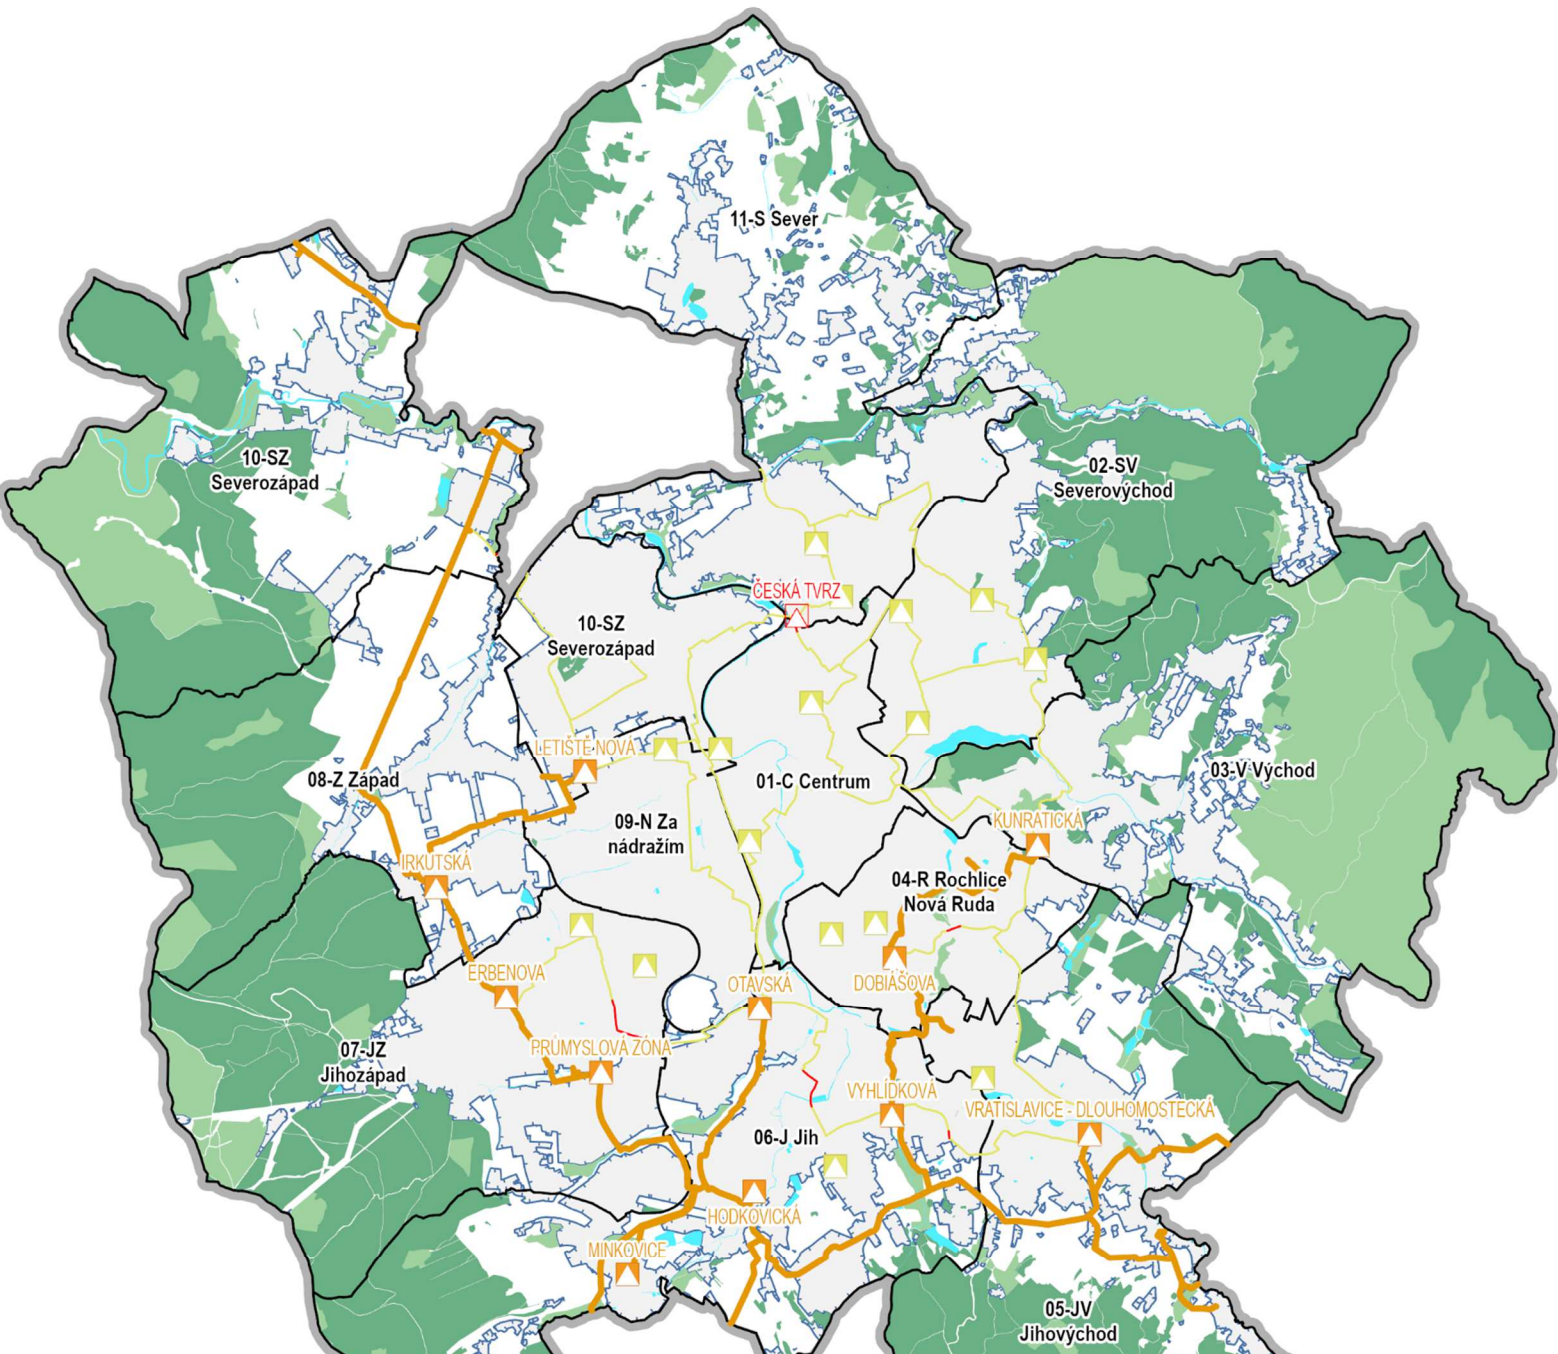 11-S Sever
10-SZ
Severozápad
02-SV
Severovýchod
ČESKÁ TVRZ
10-SZ
Severozápad
LETIŠTĚ NOVÁ
08-Z Západ
01-C Centrum
03-V Východ
09-N Za
nádražím
KUNRATICKÁ
IRKUTSKÁ
04-R Rochlice
Nová Ruda
ERBENOVA
OTAVSKÁ
DOBIÁŠOVA
07-JZ
Jihozápad
PRŮMYSLOVÁ ZÓNA
VYHLÍDKOVÁ
VRATISLAVICE - DLOUHOMOSTECKÁ
06-J Jih
HODKOVICKÁ
MINKOVICE
05-JV
Jihovýchod